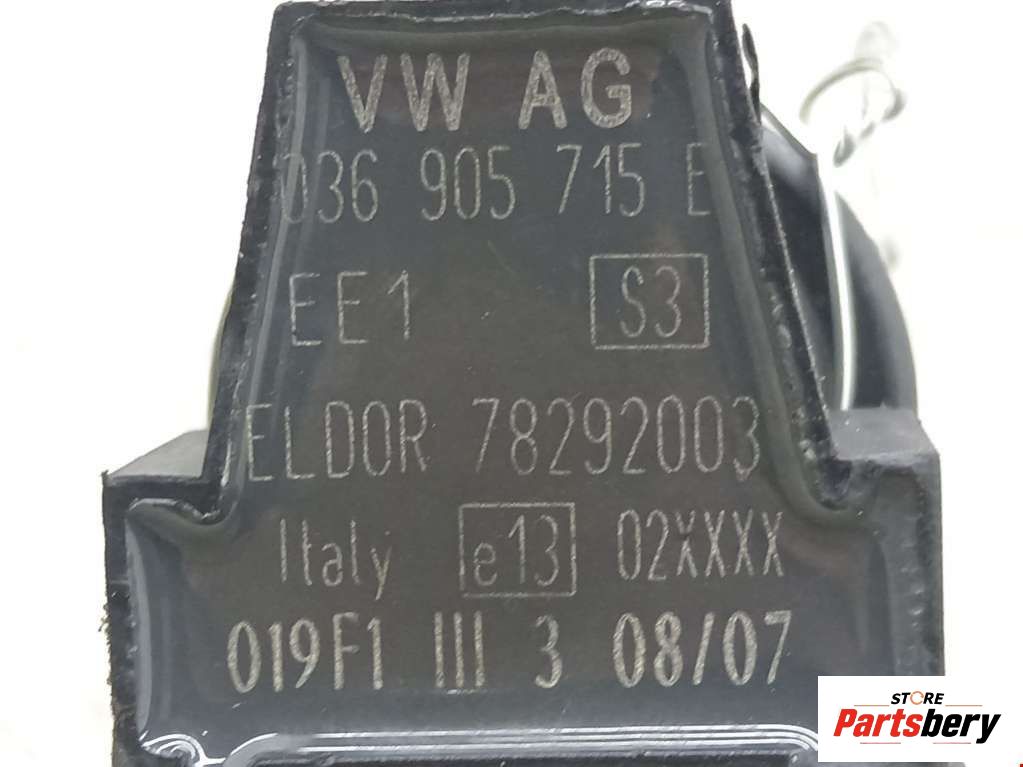 VW AG
036 905 715 E
EE1 S3
ELDOR 78292003
Italy e13 02XXXX
019F1 III 3 08/07
STORE
Partsbery